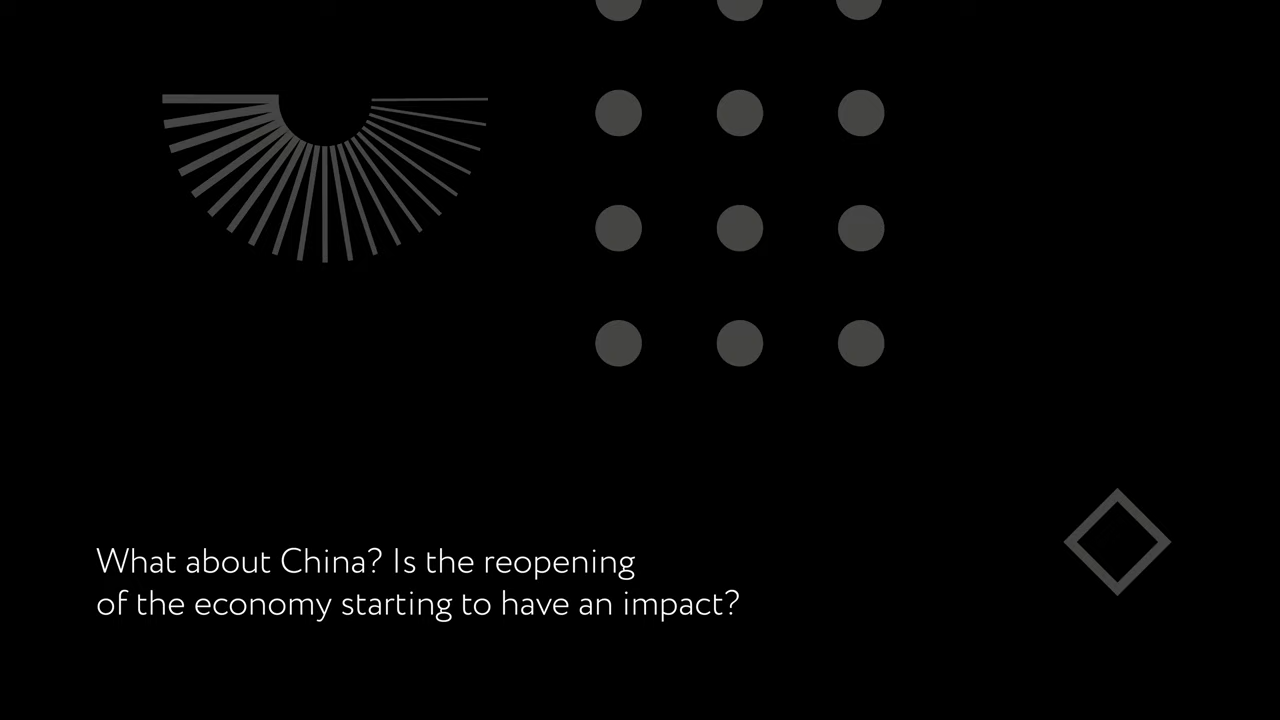 What about China? Is the reopening
of the economy starting to have an impact?